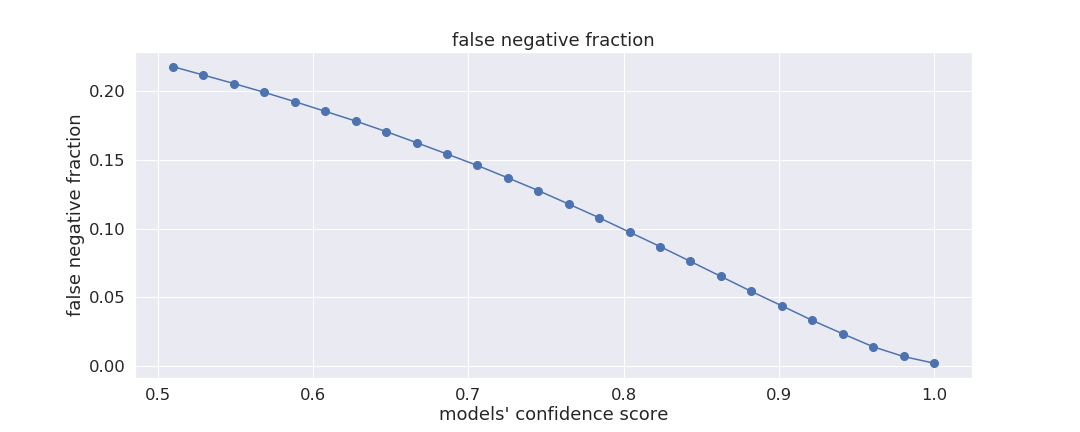 false negative fraction
false negative fraction
0.20
0.15
0.10
0.05
0.00
0.5 0.6 0.7 0.8 0.9 1.0
models' confidence score